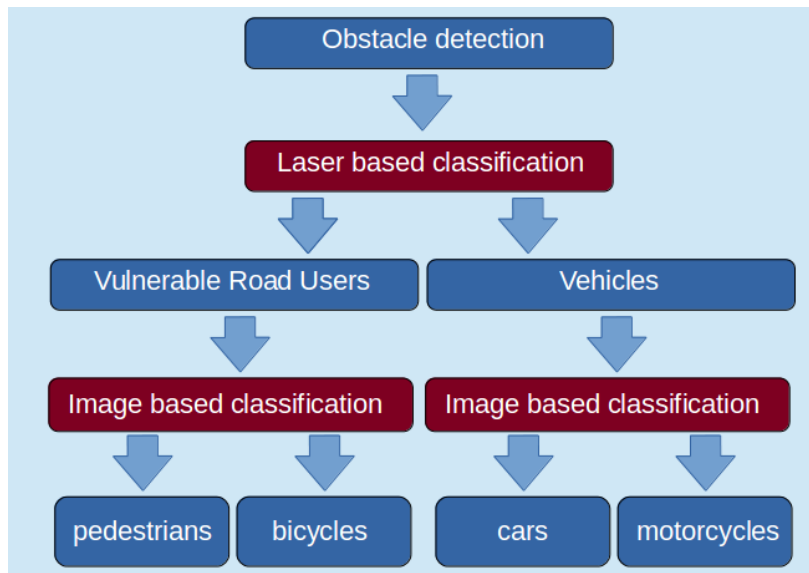 Obstacle detection
Laser based classification
Vulnerable Road Users
Vehicles
Image based classification
Image based classification
pedestrians
bicycles
cars
motorcycles